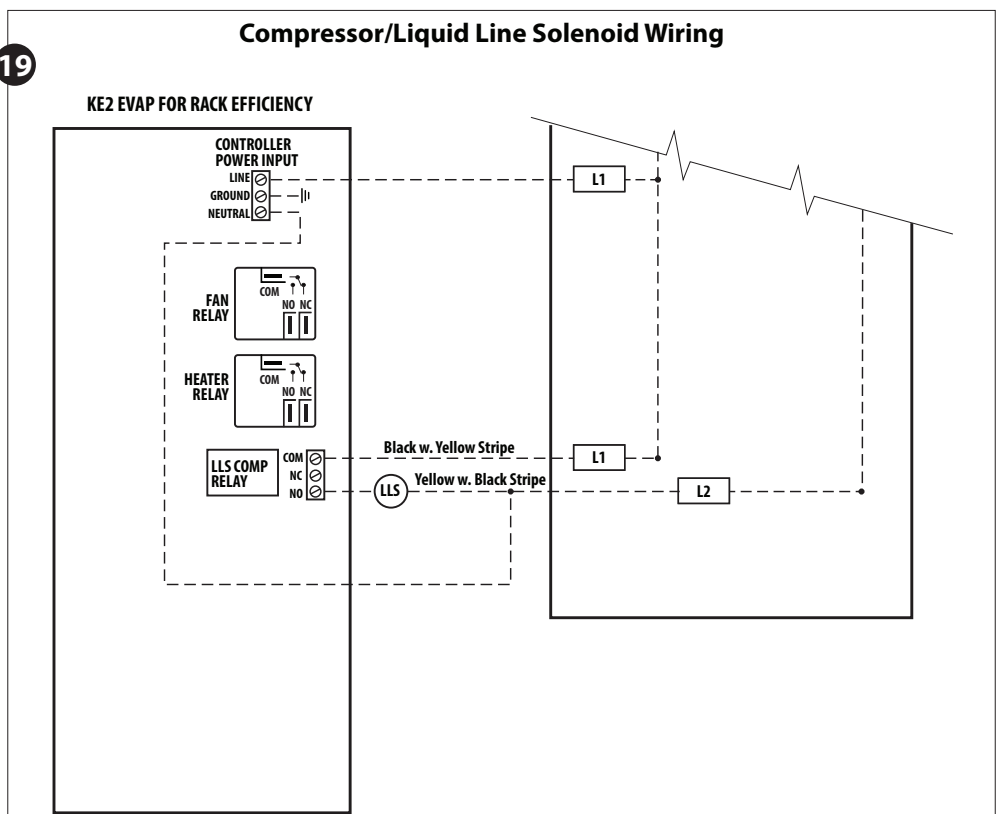 Compressor/Liquid Line Solenoid Wiring
19
KE2 EVAP FOR RACK EFFICIENCY
CONTROLLER
POWER INPUT
LINE
GROUND
NEUTRAL
L1
FAN
RELAY
COM
NO NC
HEATER
RELAY
COM
NO NC
LLS COMP
RELAY
COM
NC
NO
Black w. Yellow Stripe
L1
LLS
Yellow w. Black Stripe
L2